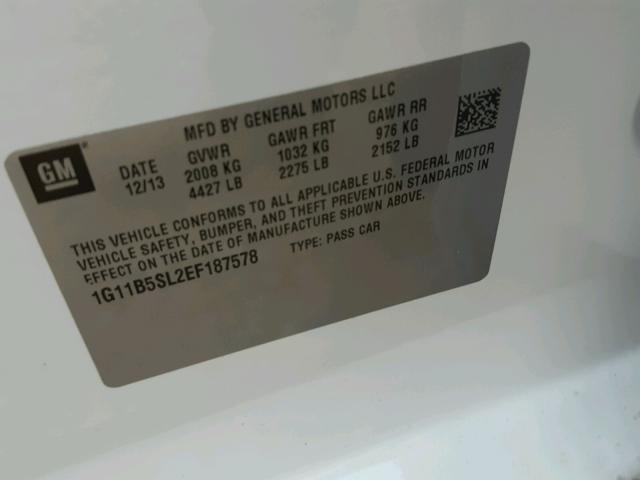 MFD BY GENERAL MOTORS LLC
GM
DATE GVWR GAWR FRT GAWR RR
12/13 2008 KG 1032 KG 976 KG
4427 LB 2275 LB 2152 LB
THIS VEHICLE CONFORMS TO ALL APPLICABLE U.S. FEDERAL MOTOR
VEHICLE SAFETY, BUMPER, AND THEFT PREVENTION STANDARDS IN
EFFECT ON THE DATE OF MANUFACTURE SHOWN ABOVE.
1G11B5SL2EF187578 TYPE: PASS CAR